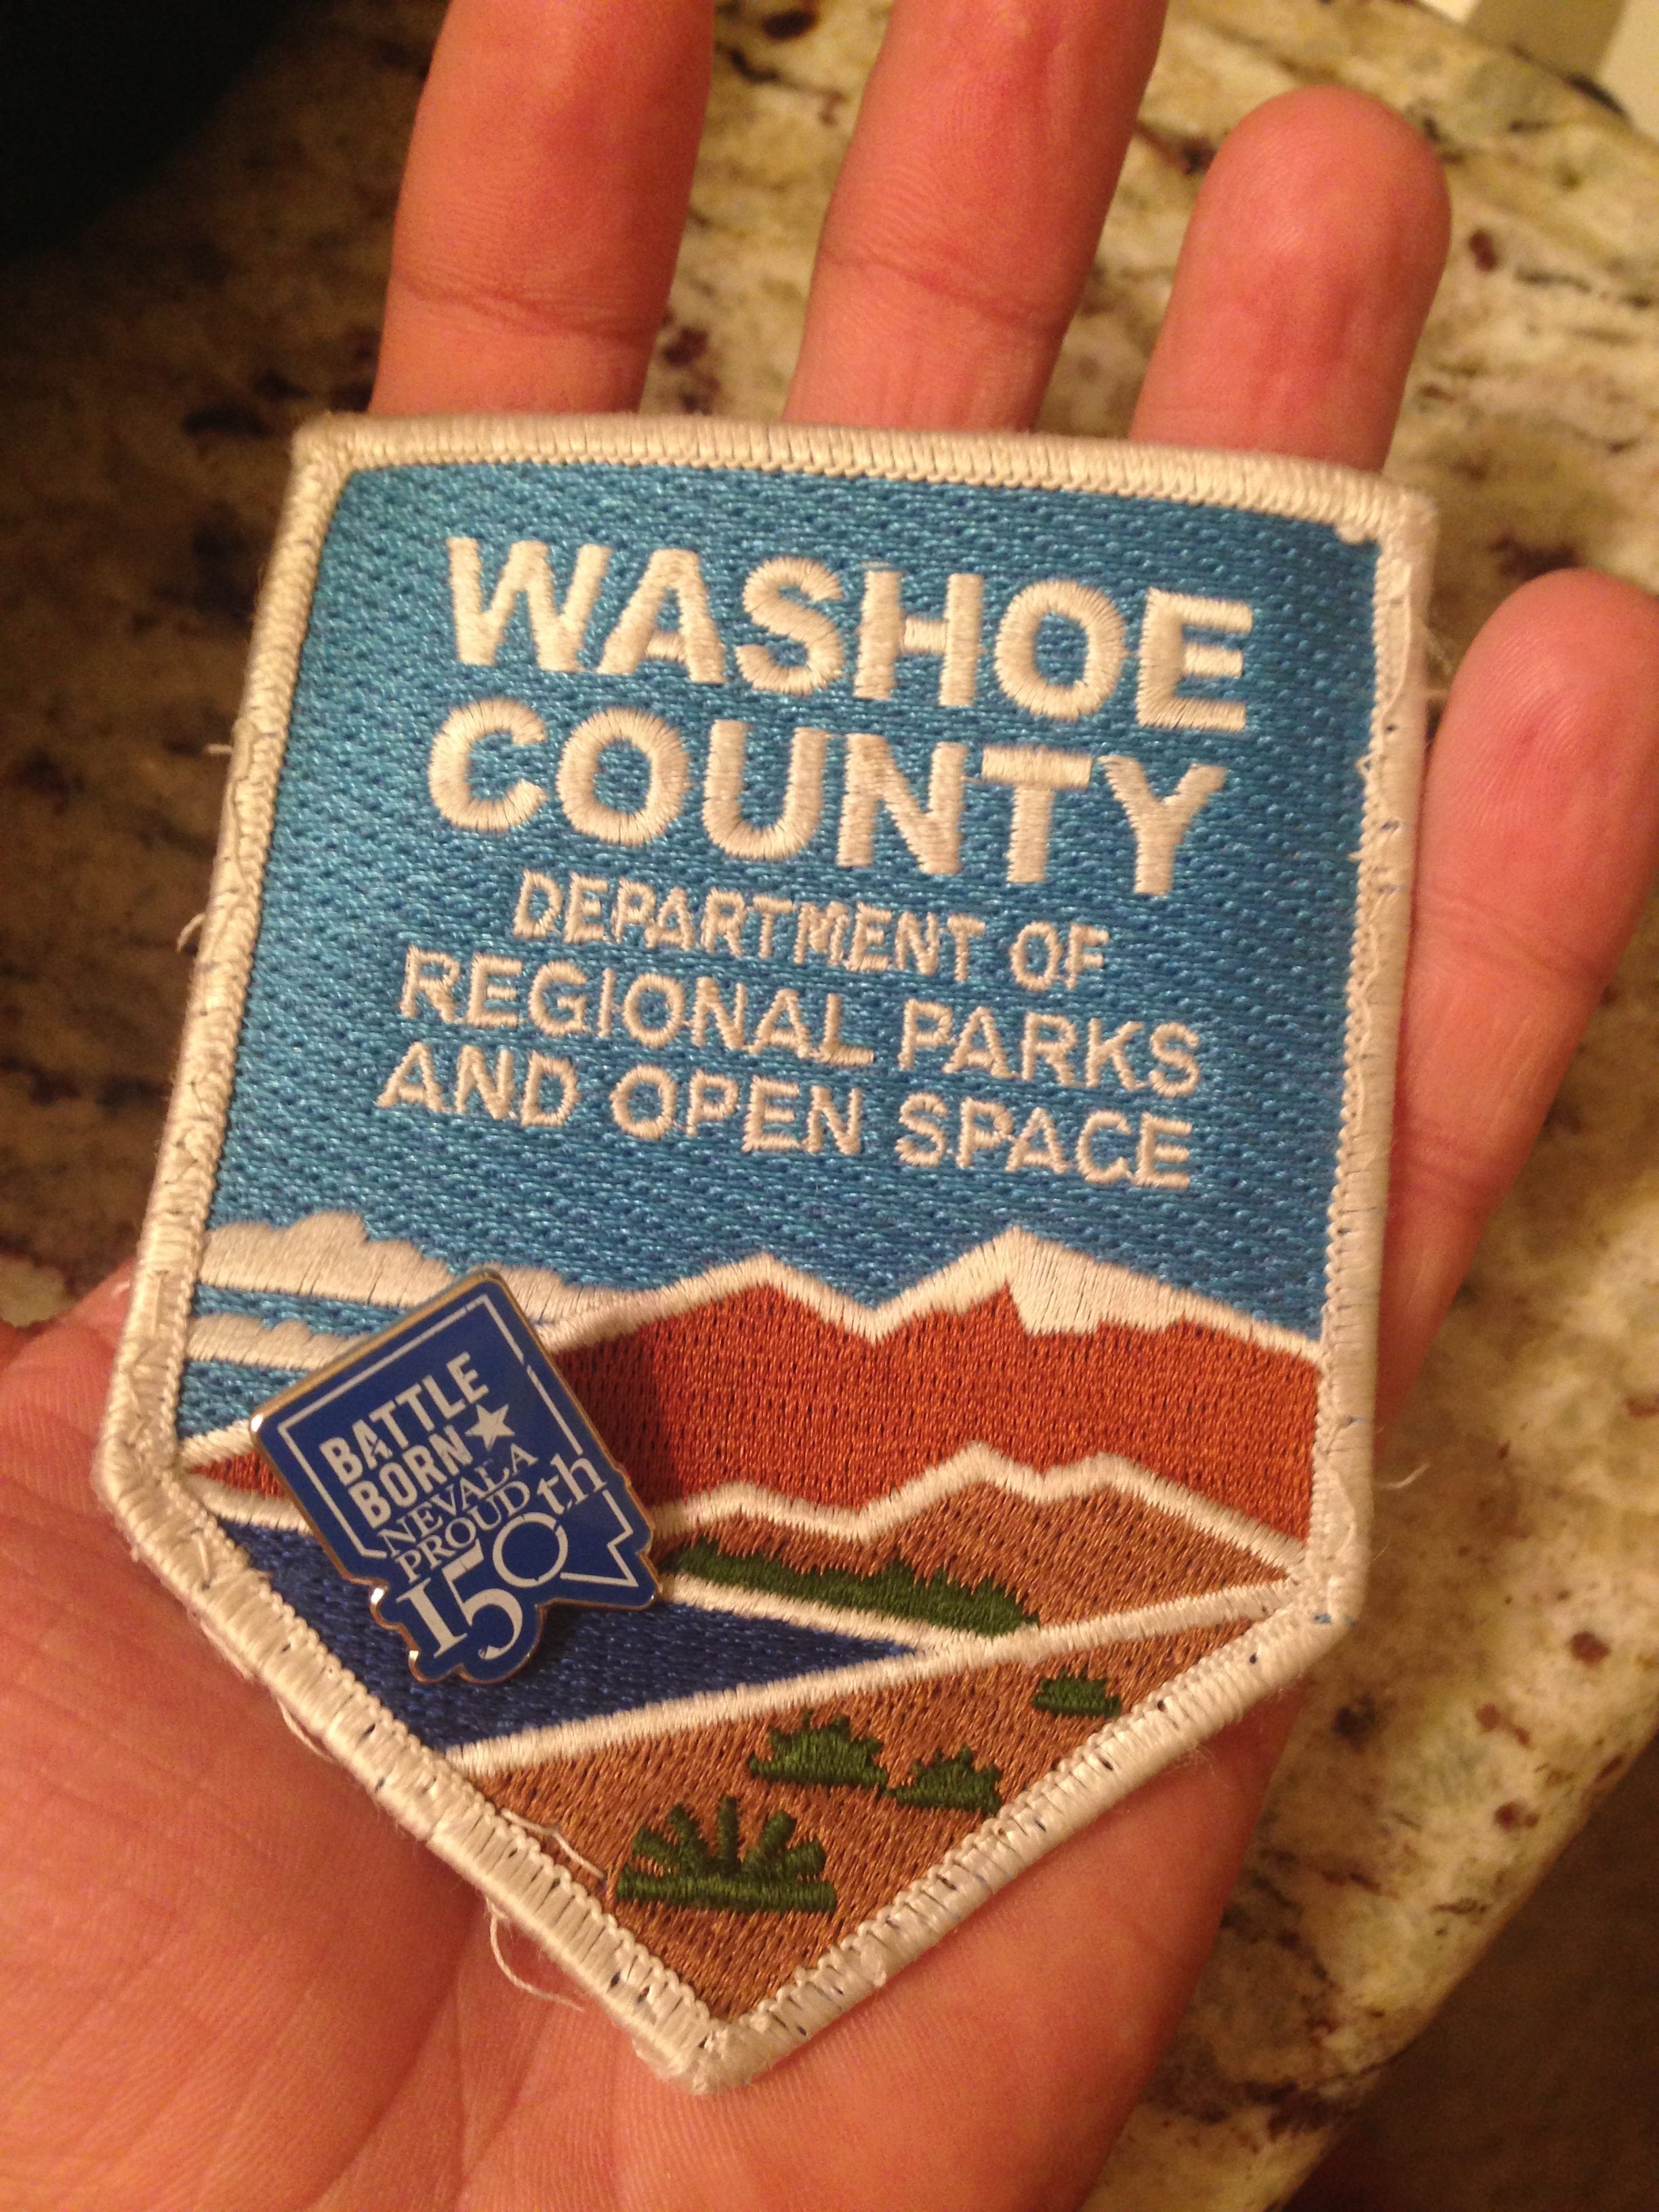 WASHOE
COUNTY
DEPARTMENT OF
REGIONAL PARKS
AND OPEN SPACE
BATTLE
BORN
NEVADA
PROUD
150th